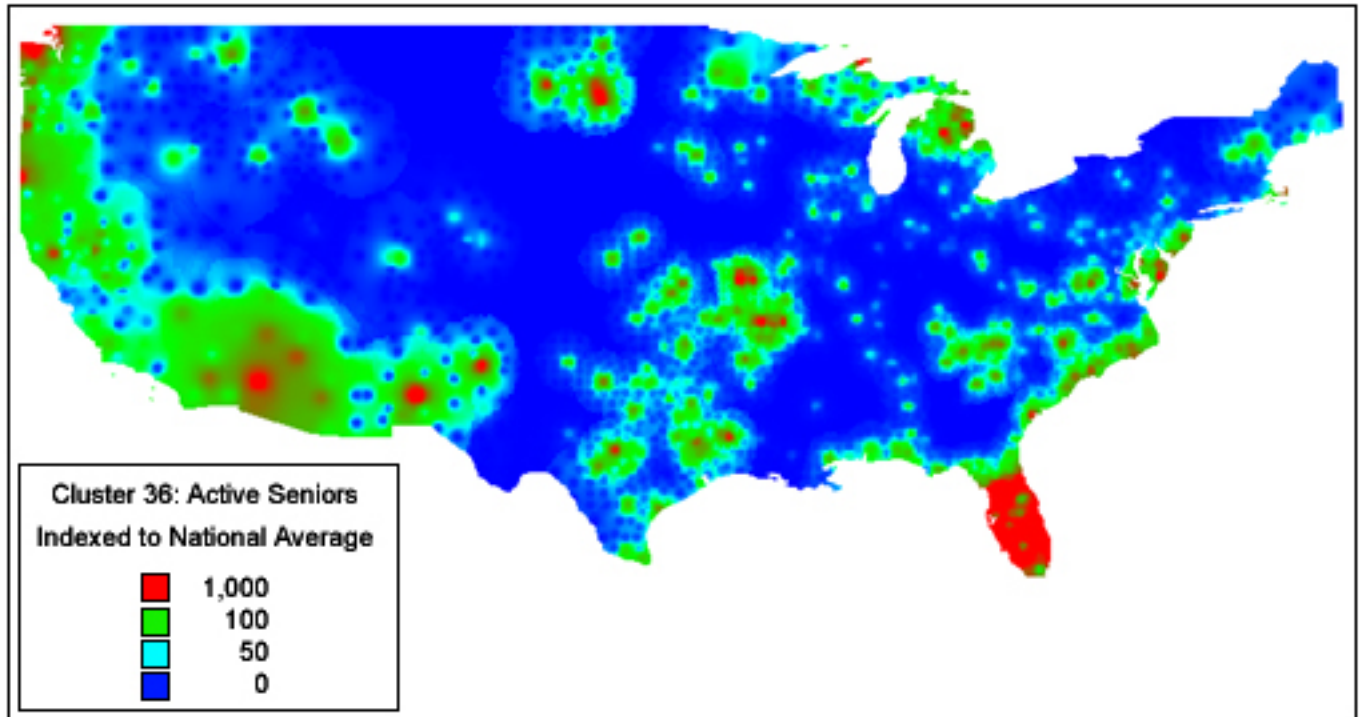 Cluster 36: Active Seniors
Indexed to National Average
1,000
100
50
0